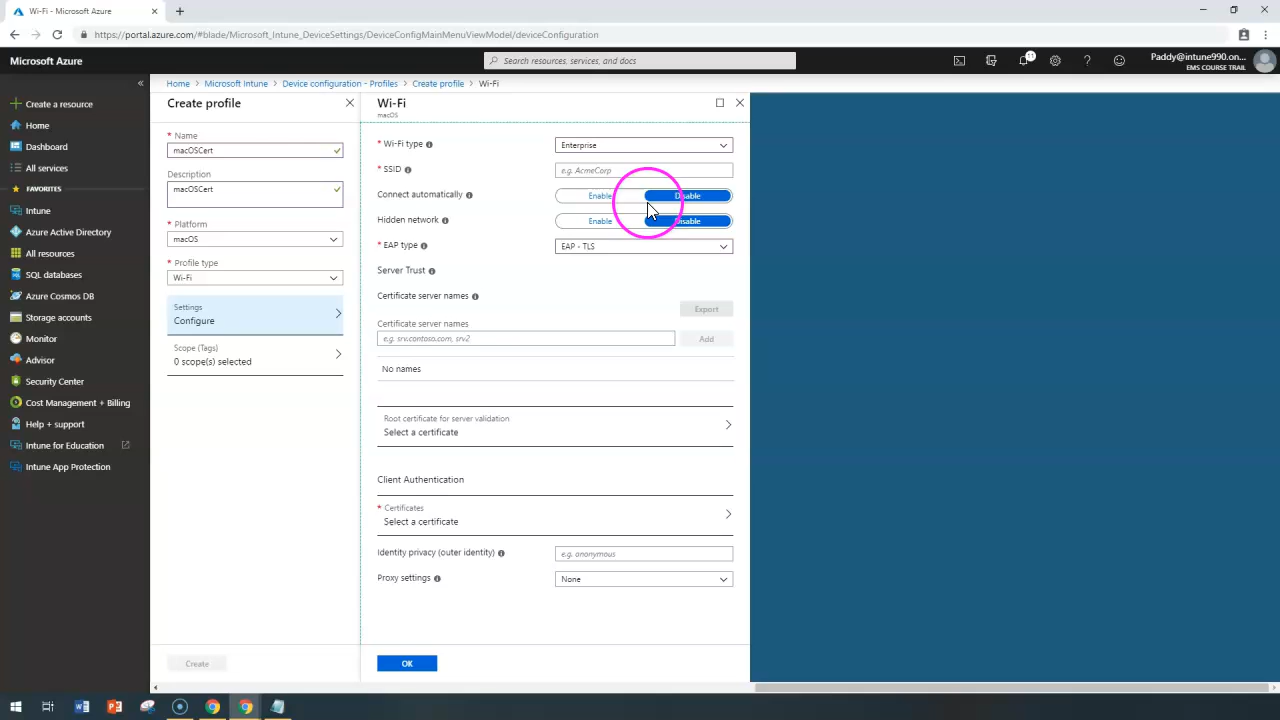 Wi-Fi - Microsoft Azure
https://portal.azure.com/#blade/Microsoft_Intune_DeviceSettings/DeviceConfigMainMenuViewModel/deviceConfiguration
Microsoft Azure
Search resources, services, and docs
11
Paddy@intune990.on...
EMS COURSE TRAIL
Home > Microsoft Intune > Device configuration - Profiles > Create profile > Wi-Fi
Create a resource
Home
Dashboard
All services
FAVORITES
Intune
Azure Active Directory
All resources
SQL databases
Azure Cosmos DB
Storage accounts
Monitor
Advisor
Security Center
Cost Management + Billing
Help + support
Intune for Education
Intune App Protection
Create profile
* Name
macOSCert
Description
macOSCert
* Platform
macOS
* Profile type
Wi-Fi
Settings
Configure
Scope (Tags)
0 scope(s) selected
Create
Wi-Fi
macOS
* Wi-Fi type
Enterprise
* SSID
e.g. AcmeCorp
Connect automatically
Enable Disable
Hidden network
Enable Disable
* EAP type
EAP - TLS
Server Trust
Certificate server names
Export
Certificate server names
e.g. srv.contoso.com, srv2
Add
No names
Root certificate for server validation
Select a certificate
Client Authentication
* Certificates
Select a certificate
Identity privacy (outer identity)
e.g. anonymous
Proxy settings
None
OK